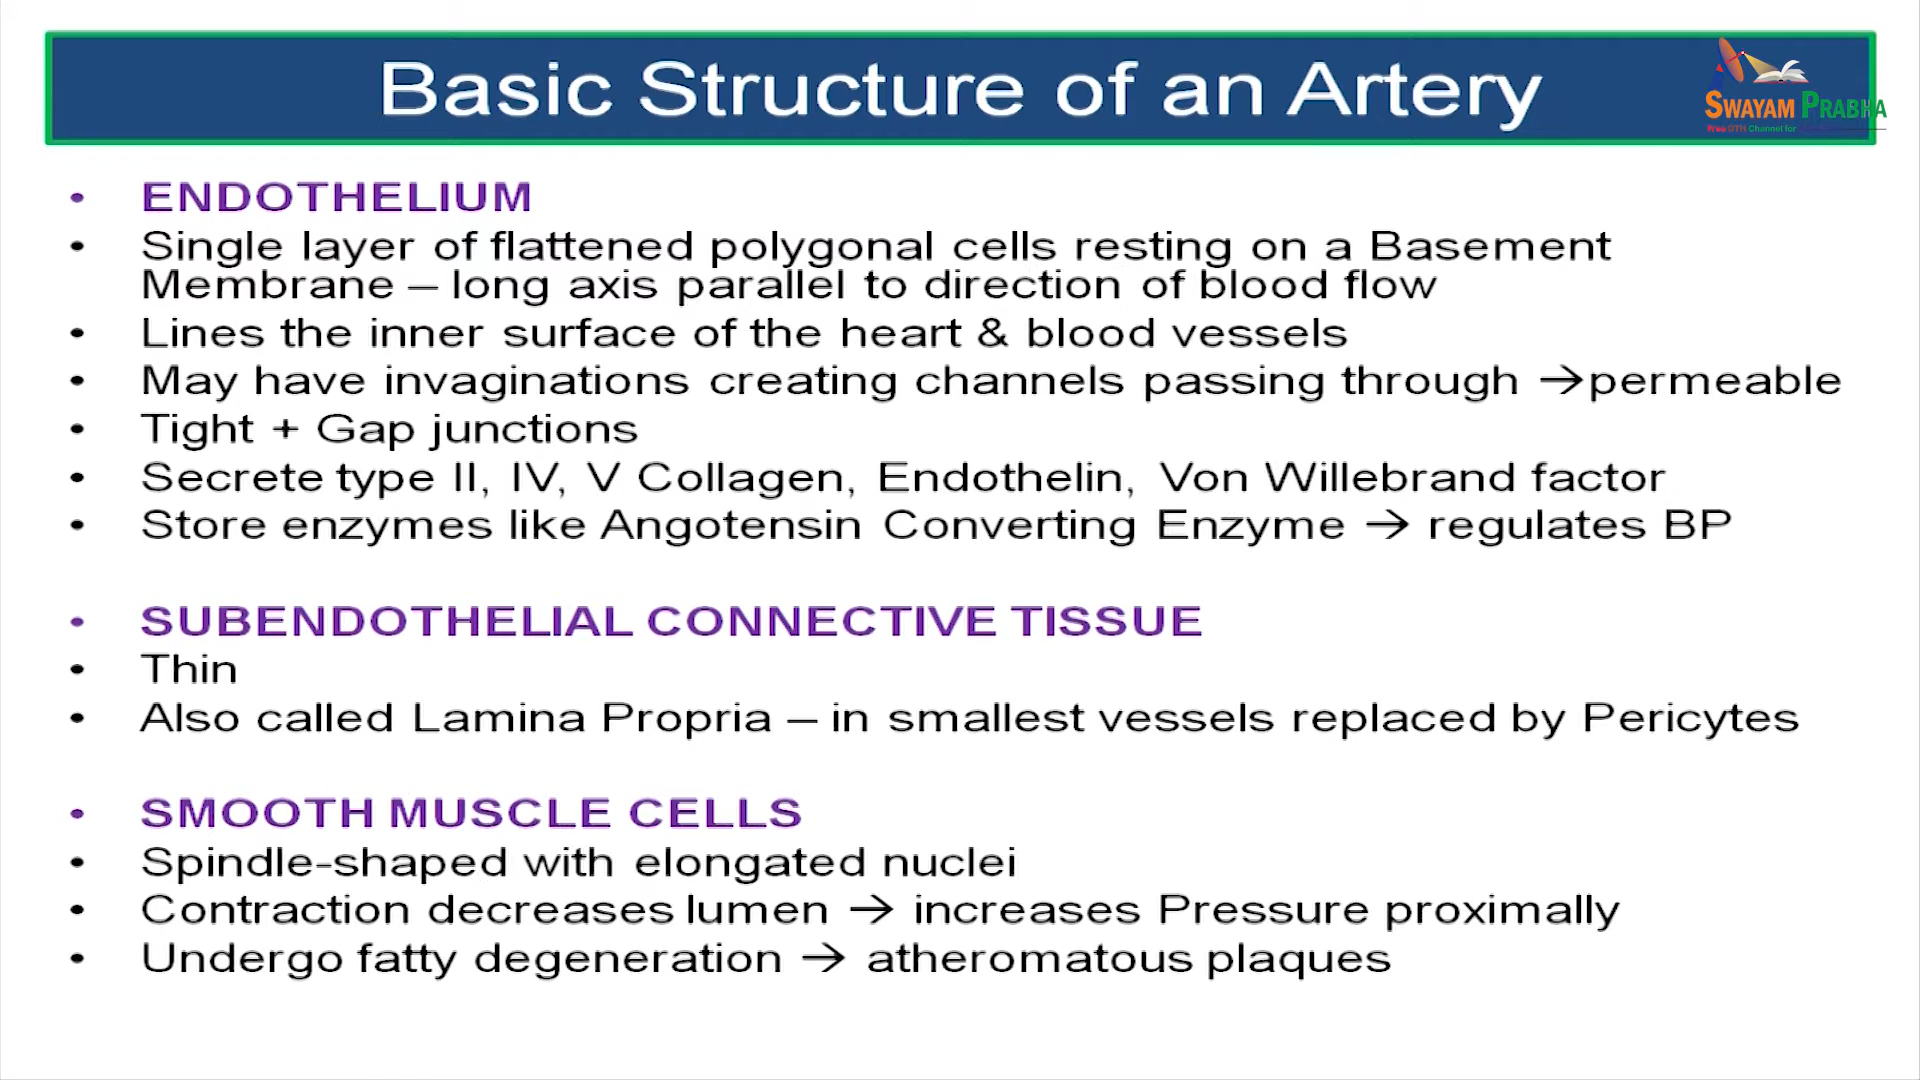 Basic Structure of an Artery
SWAYAM PRABHA
Free DTH Channel for
• ENDOTHELIUM
• Single layer of flattened polygonal cells resting on a Basement
Membrane – long axis parallel to direction of blood flow
• Lines the inner surface of the heart & blood vessels
• May have invaginations creating channels passing through →permeable
• Tight + Gap junctions
• Secrete type II, IV, V Collagen, Endothelin, Von Willebrand factor
• Store enzymes like Angotensin Converting Enzyme → regulates BP
• SUBENDOTHELIAL CONNECTIVE TISSUE
• Thin
• Also called Lamina Propria – in smallest vessels replaced by Pericytes
• SMOOTH MUSCLE CELLS
• Spindle-shaped with elongated nuclei
• Contraction decreases lumen → increases Pressure proximally
• Undergo fatty degeneration → atheromatous plaques